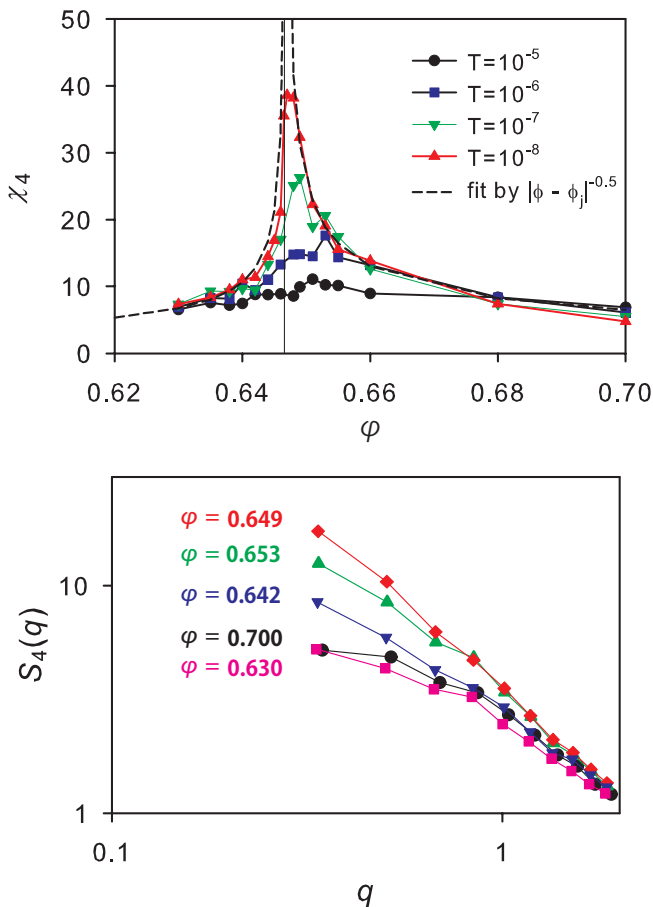 50
40
30
20
10
0
χ4
T=10-5
T=10-6
T=10-7
T=10-8
fit by |ϕ - ϕj|-0.5
0.62 0.64 0.66 0.68 0.70
φ
φ = 0.649
φ = 0.653
φ = 0.642
φ = 0.700
φ = 0.630
10
1
S4(q)
0.1 1
q